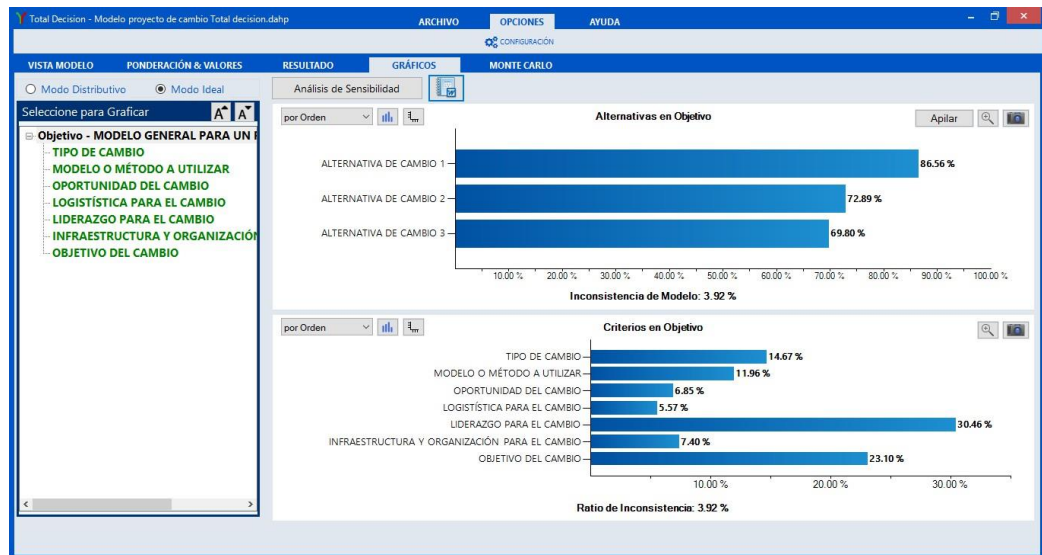 Total Decision - Modelo proyecto de cambio Total decision.dahp
ARCHIVO OPCIONES AYUDA
CONFIGURACIÓN
VISTA MODELO PONDERACIÓN & VALORES RESULTADO GRÁFICOS MONTE CARLO
Modo Distributivo Modo Ideal Análisis de Sensibilidad
Seleccione para Graficar A A
Objetivo - MODELO GENERAL PARA UN
TIPO DE CAMBIO
MODELO O MÉTODO A UTILIZAR
OPORTUNIDAD DEL CAMBIO
LOGISTÍSTICA PARA EL CAMBIO
LIDERAZGO PARA EL CAMBIO
INFRAESTRUCTURA Y ORGANIZACIÓN
OBJETIVO DEL CAMBIO
por Orden Alternativas en Objetivo Apilar
ALTERNATIVA DE CAMBIO 1 86.56 %
ALTERNATIVA DE CAMBIO 2 72.89 %
ALTERNATIVA DE CAMBIO 3 69.80 %
10.00 % 20.00 % 30.00 % 40.00 % 50.00 % 60.00 % 70.00 % 80.00 % 90.00 % 100.00 %
Inconsistencia de Modelo: 3.92 %
por Orden Criterios en Objetivo
TIPO DE CAMBIO 14.67 %
MODELO O MÉTODO A UTILIZAR 11.96 %
OPORTUNIDAD DEL CAMBIO 6.85 %
LOGISTÍSTICA PARA EL CAMBIO 5.57 %
LIDERAZGO PARA EL CAMBIO 30.46 %
INFRAESTRUCTURA Y ORGANIZACIÓN PARA EL CAMBIO 7.40 %
OBJETIVO DEL CAMBIO 23.10 %
10.00 % 20.00 % 30.00 %
Ratio de Inconsistencia: 3.92 %